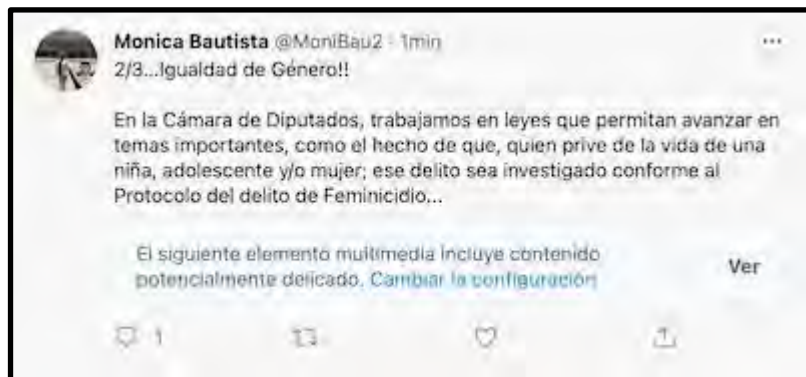 Monica Bautista @MoniBau2 · 1min
2/3...Igualdad de Género!!
En la Cámara de Diputados, trabajamos en leyes que permitan avanzar en
temas importantes, como el hecho de que, quien prive de la vida de una
niña, adolescente y/o mujer; ese delito sea investigado conforme al
Protocolo del delito de Feminicidio...
El siguiente elemento multimedia incluye contenido
potencialmente delicado. Cambiar la configuración
Ver
1